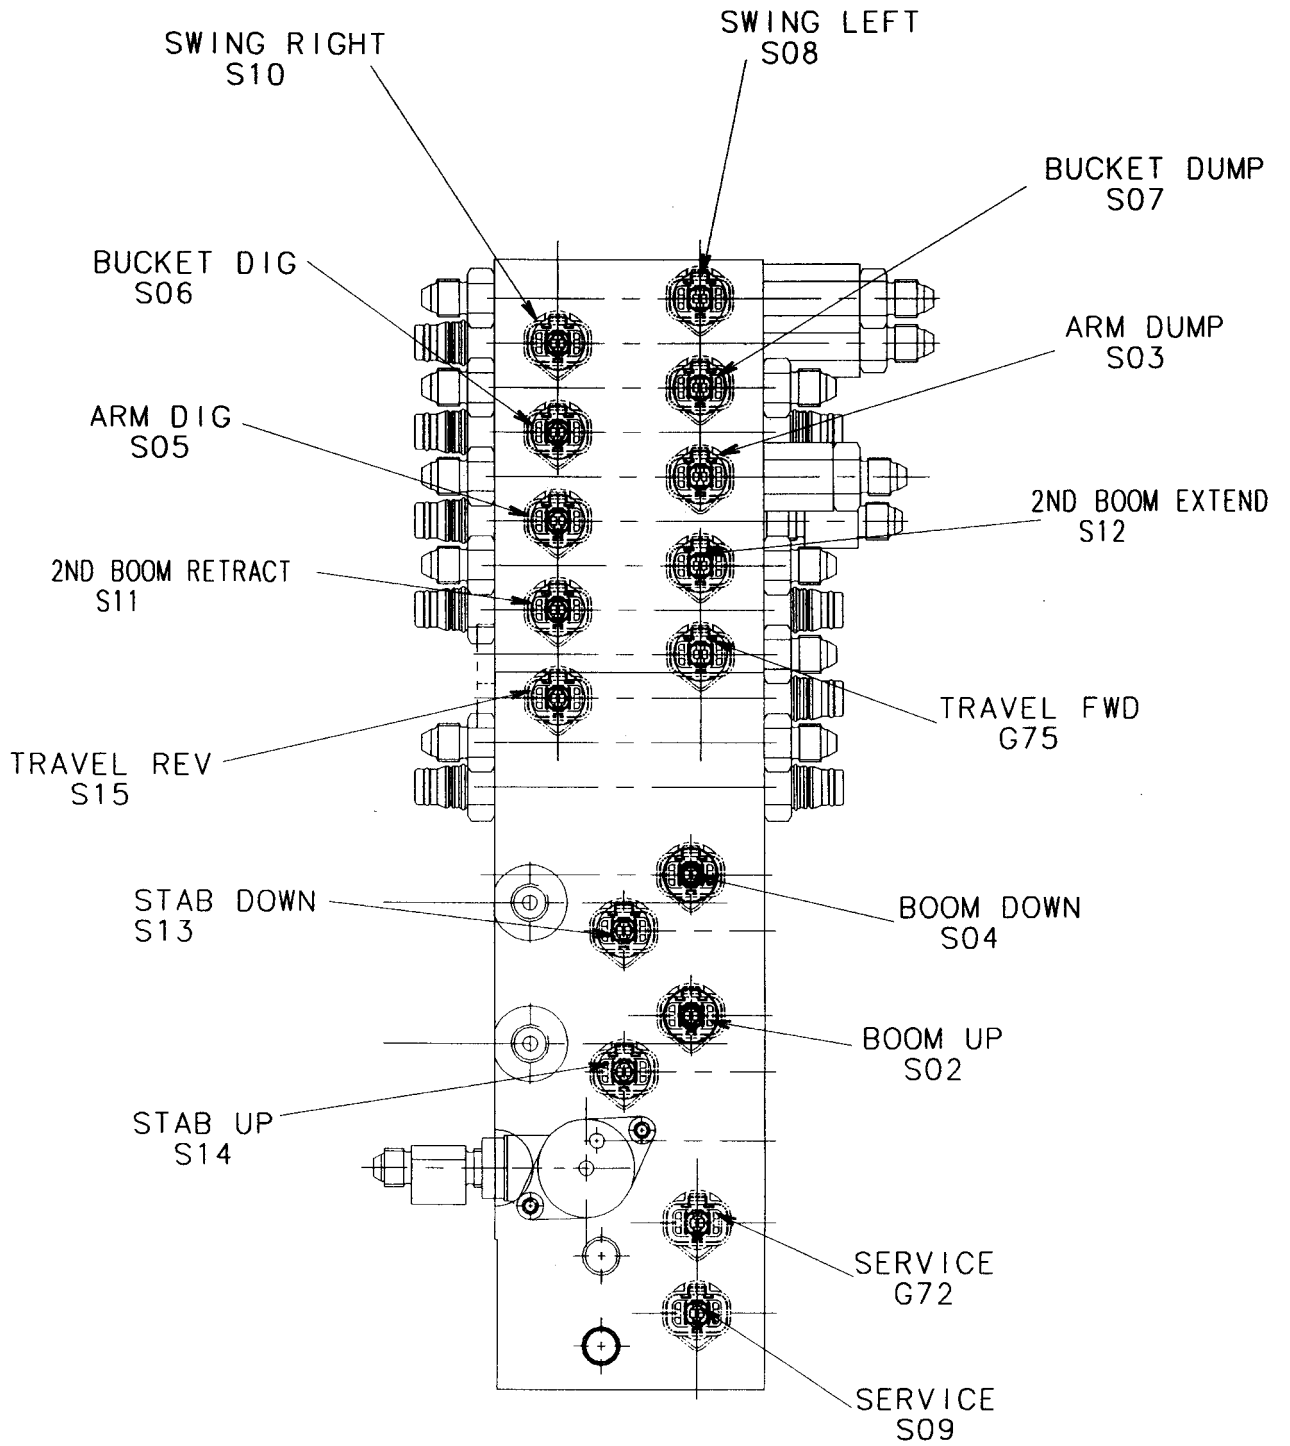 SWING LEFT
S08
SWING RIGHT
S10
BUCKET DUMP
S07
BUCKET DIG
S06
ARM DUMP
S03
ARM DIG
S05
2ND BOOM EXTEND
S12
2ND BOOM RETRACT
S11
TRAVEL FWD
G75
TRAVEL REV
S15
STAB DOWN
S13
BOOM DOWN
S04
BOOM UP
S02
STAB UP
S14
SERVICE
G72
SERVICE
S09